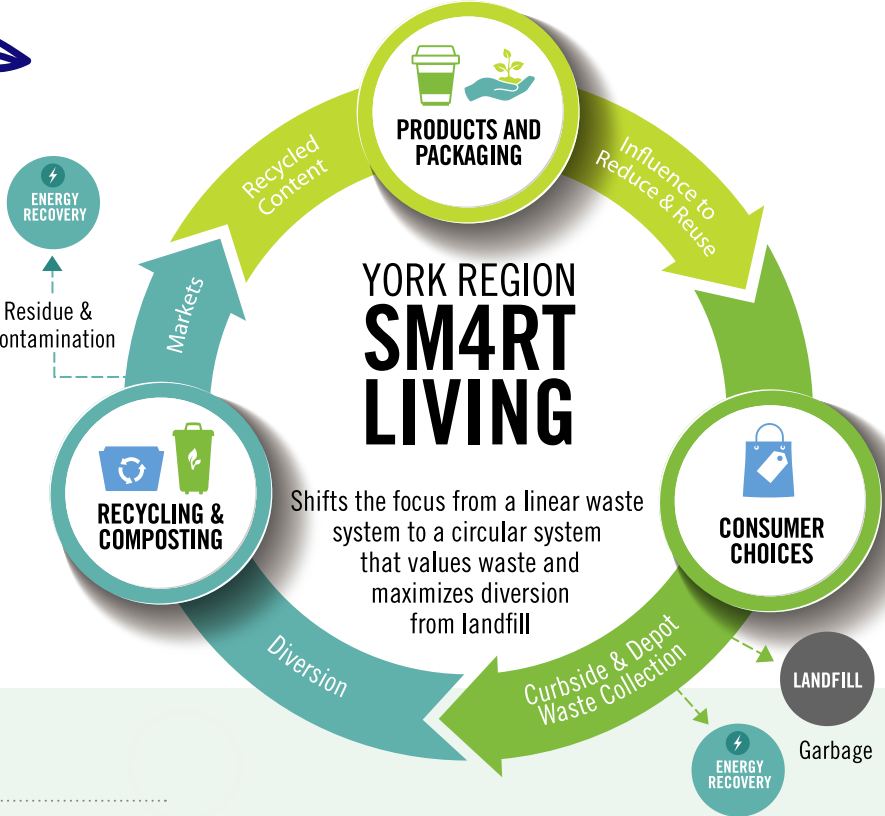 PRODUCTS AND
PACKAGING
Recycled
Content
Influence to
Reduce & Reuse
ENERGY
RECOVERY
Residue &
ontamination
Markets
YORK REGION
SM4RT
LIVING
Shifts the focus from a linear waste
system to a circular system
that values waste and
maximizes diversion
from landfill
RECYCLING &
COMPOSTING
CONSUMER
CHOICES
Diversion
Curbside & Depot
Waste Collection
LANDFILL
Garbage
ENERGY
RECOVERY